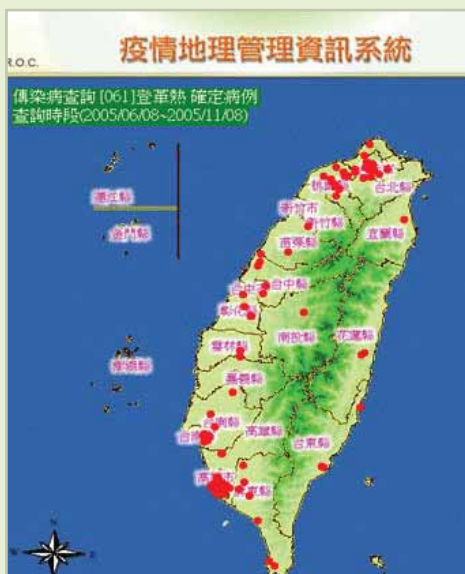 R.O.C.
疫情地理管理資訊系統
傳染病查詢 [061]登革熱 確定病例
查詢時段(2005/06/08~2005/11/08)
連江縣
金門縣
澎湖縣
桃園縣
台北縣
新竹市
新竹縣
宜蘭縣
苗栗縣
台中市
台中縣
彰化縣
南投縣
花蓮縣
雲林縣
嘉義縣
台南縣
台南
高雄縣
台東縣
高雄市
屏東縣
N
W
E